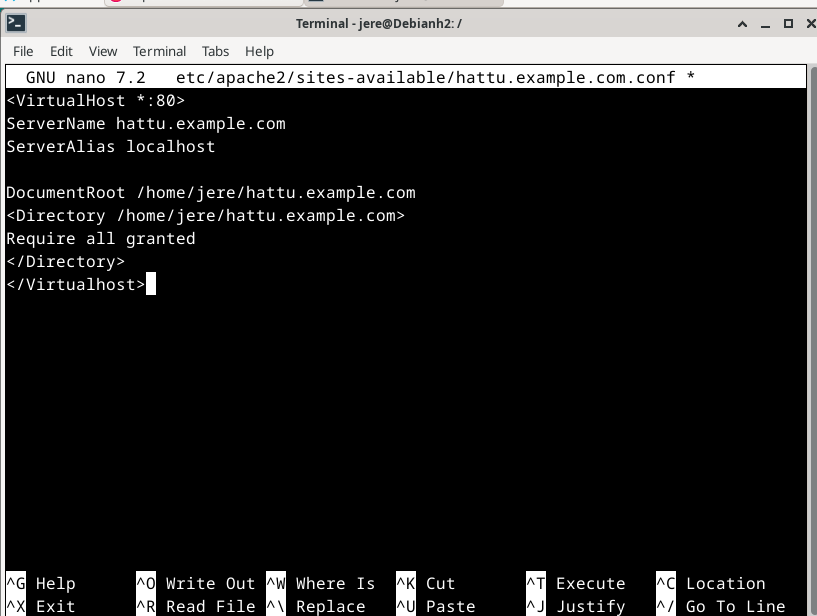 Terminal - jere@Debianh2: /
File Edit View Terminal Tabs Help
GNU nano 7.2 etc/apache2/sites-available/hattu.example.com.conf *
<VirtualHost *:80>
ServerName hattu.example.com
ServerAlias localhost
DocumentRoot /home/jere/hattu.example.com
<Directory /home/jere/hattu.example.com>
Require all granted
</Directory>
</Virtualhost>
^G Help ^O Write Out ^W Where Is ^K Cut ^T Execute ^C Location
^X Exit ^R Read File ^\ Replace ^U Paste ^J Justify ^/ Go To Line